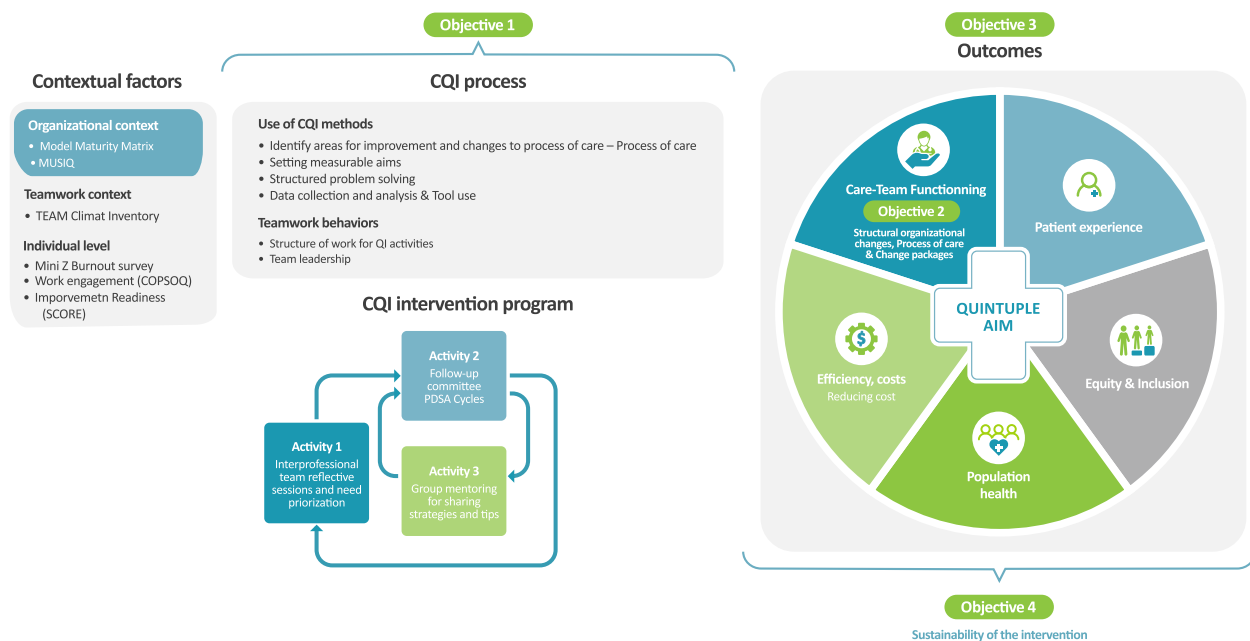 Objective 1
Contextual factors
Organizational context
• Model Maturity Matrix
• MUSIQ
Teamwork context
• TEAM Climat Inventory
Individual level
• Mini Z Burnout survey
• Work engagement (COPSOQ)
• Imporvemetn Readiness
(SCORE)
CQI process
Use of CQI methods
• Identify areas for improvement and changes to process of care – Process of care
• Setting measurable aims
• Structured problem solving
• Data collection and analysis & Tool use
Teamwork behaviors
• Structure of work for QI activities
• Team leadership
CQI intervention program
Activity 1
Interprofessional
team reflective
sessions and need
priorization
Activity 2
Follow-up
committee
PDSA Cycles
Activity 3
Group mentoring
for sharing
strategies and tips
Objective 3
Outcomes
Care-Team Functionning
Objective 2
Structural organizational
changes, Process of care
& Change packages
Patient experience
QUINTUPLE
AIM
$
Efficiency, costs
Reducing cost
Equity & Inclusion
Population
health
Objective 4
Sustainability of the intervention